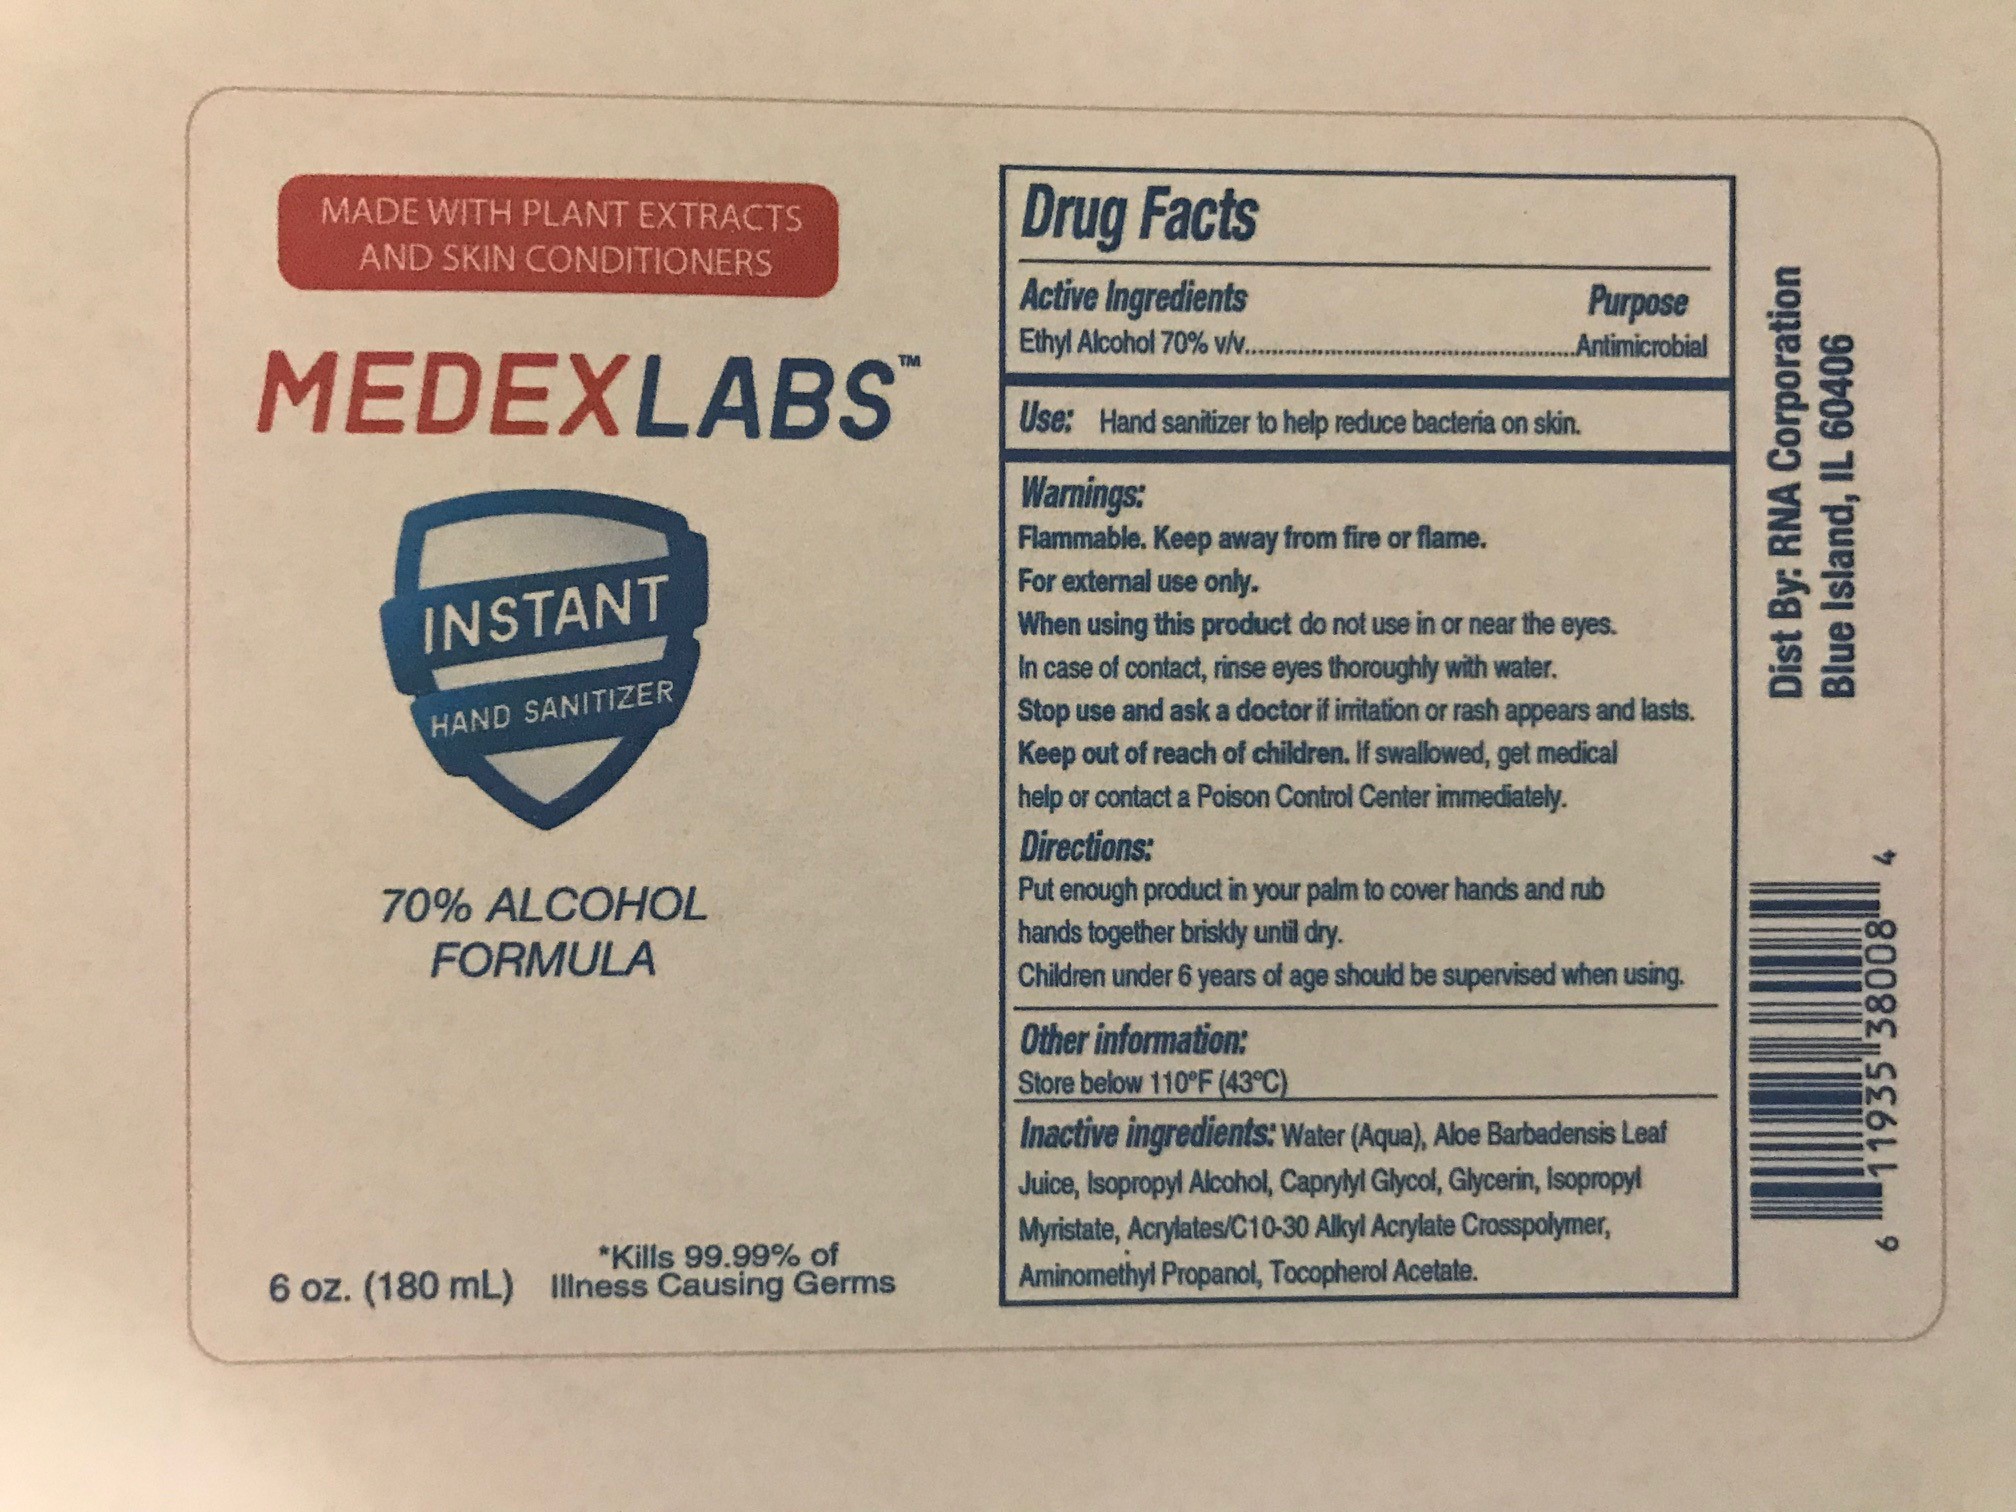 MADE WITH PLANT EXTRACTS
AND SKIN CONDITIONERS
MEDEXLABS™
INSTANT
HAND SANITIZER
70% ALCOHOL
FORMULA
6 oz. (180 mL)
*Kills 99.99% of
Illness Causing Germs
Drug Facts
Active Ingredients Purpose
Ethyl Alcohol 70% v/v..................................................Antimicrobial
Use: Hand sanitizer to help reduce bacteria on skin.
Warnings:
Flammable. Keep away from fire or flame.
For external use only.
When using this product do not use in or near the eyes.
In case of contact, rinse eyes thoroughly with water.
Stop use and ask a doctor if irritation or rash appears and lasts.
Keep out of reach of children. If swallowed, get medical
help or contact a Poison Control Center immediately.
Directions:
Put enough product in your palm to cover hands and rub
hands together briskly until dry.
Children under 6 years of age should be supervised when using.
Other information:
Store below 110°F (43°C)
Inactive ingredients: Water (Aqua), Aloe Barbadensis Leaf
Juice, Isopropyl Alcohol, Caprylyl Glycol, Glycerin, Isopropyl
Myristate, Acrylates/C10-30 Alkyl Acrylate Crosspolymer,
Aminomethyl Propanol, Tocopherol Acetate.
Dist By: RNA Corporation
Blue Island, IL 60406
6 11935 38008 4